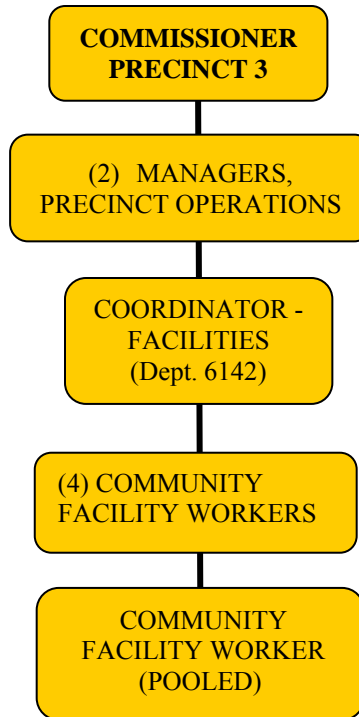 COMMISSIONER
PRECINCT 3
(2) MANAGERS,
PRECINCT OPERATIONS
COORDINATOR -
FACILITIES
(Dept. 6142)
(4) COMMUNITY
FACILITY WORKERS
COMMUNITY
FACILITY WORKER
(POOLED)